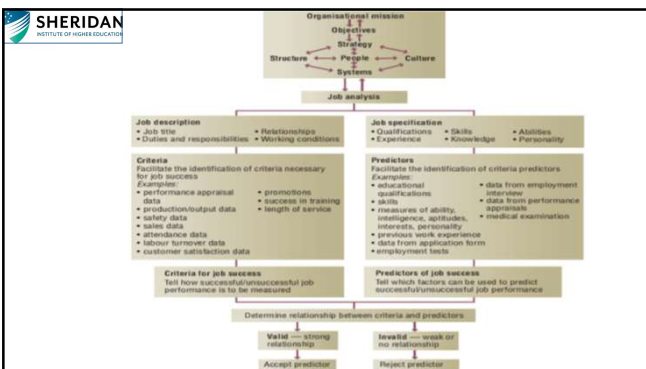 SHERIDAN
INSTITUTE OF HIGHER EDUCATION
Organisational mission
Objectives
Strategy
Structure People Culture
Systems
Job analysis
Job description
• Job title
• Duties and responsibilities
• Relationships
• Working conditions
Job specification
• Qualifications
• Experience
• Skills
• Knowledge
• Abilities
• Personality
Criteria
Facilitate the identification of criteria necessary
for job success
Examples:
• performance appraisal
data
• production/output data
• safety data
• sales data
• attendance data
• labour turnover data
• customer satisfaction data
• promotions
• success in training
• length of service
Predictors
Facilitate the identification of criteria predictors
Examples:
• educational
qualifications
• skills
• measures of ability,
intelligence, aptitudes,
interests, personality
• previous work experience
• data from application form
• employment tests
• data from employment
interview
• data from performance
appraisals
• medical examination
Criteria for job success
Tell how successful/unsuccessful job
performance is to be measured
Predictors of job success
Tell which factors can be used to predict
successful/unsuccessful job performance
Determine relationship between criteria and predictors
Valid — strong
relationship
Invalid — weak or
no relationship
Accept predictor
Reject predictor